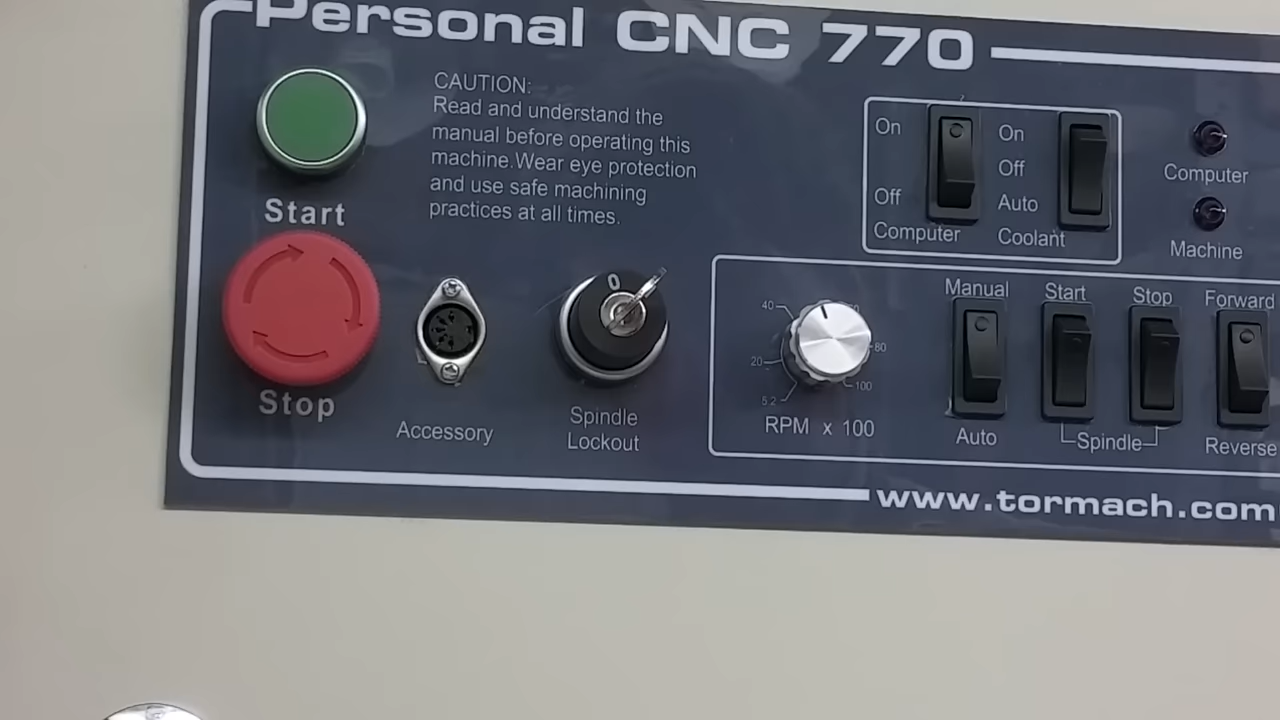 Personal CNC 770
CAUTION:
Read and understand the
manual before operating this
machine.Wear eye protection
and use safe machining
practices at all times.
Start
Stop
Accessory
0
Spindle
Lockout
On
Off
Computer
On
Off
Auto
Coolant
Computer
Machine
40
20
5.2
80
100
RPM x 100
Manual
Auto
Start
Stop
Spindle
Forward
Reverse
www.tormach.com